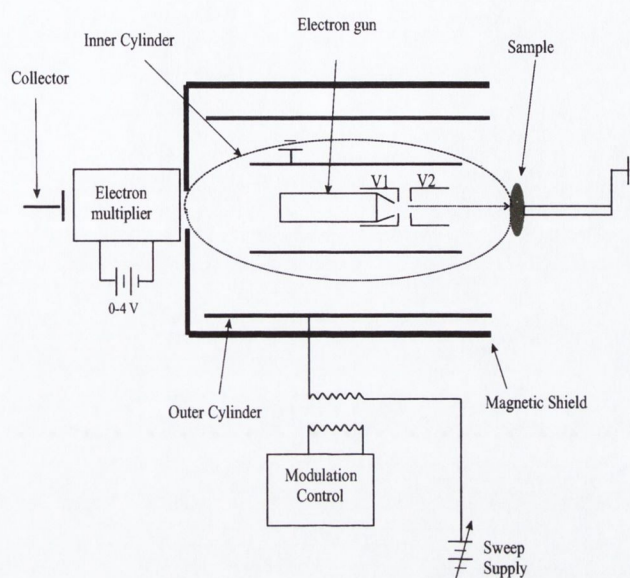 Electron gun
Inner Cylinder
Sample
Collector
V1
V2
Electron
multiplier
0-4 V
Outer Cylinder
Magnetic Shield
Modulation
Control
Sweep
Supply